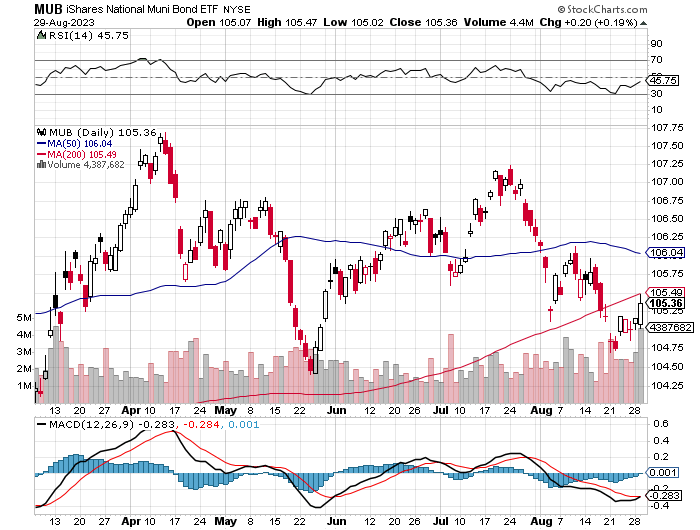 MUB iShares National Muni Bond ETF NYSE © StockCharts.com
29-Aug-2023 Open 105.07 High 105.47 Low 105.02 Close 105.36 Volume 4.4M Chg +0.20 (+0.19%)
RSI(14) 45.75
90
70
50
45.75
30
10
MUB (Daily) 105.36
MA(50) 106.04
MA(200) 105.49
Volume 4,387,682
107.75
107.50
107.25
107.00
106.75
106.50
106.25
106.04
105.75
105.49
105.36
105.25
4387682
104.75
104.50
104.25
5M
4M
3M
2M
1M
13 20 27 Apr 10 17 24 May 8 15 22 Jun 12 20 26 Jul 10 17 24 Aug 7 14 21 28
MACD(12,26,9) -0.283, -0.284, 0.001
0.6
0.4
0.2
0.001
-0.2
-0.283
-0.4
13 20 27 Apr 10 17 24 May 8 15 22 Jun 12 20 26 Jul 10 17 24 Aug 7 14 21 28